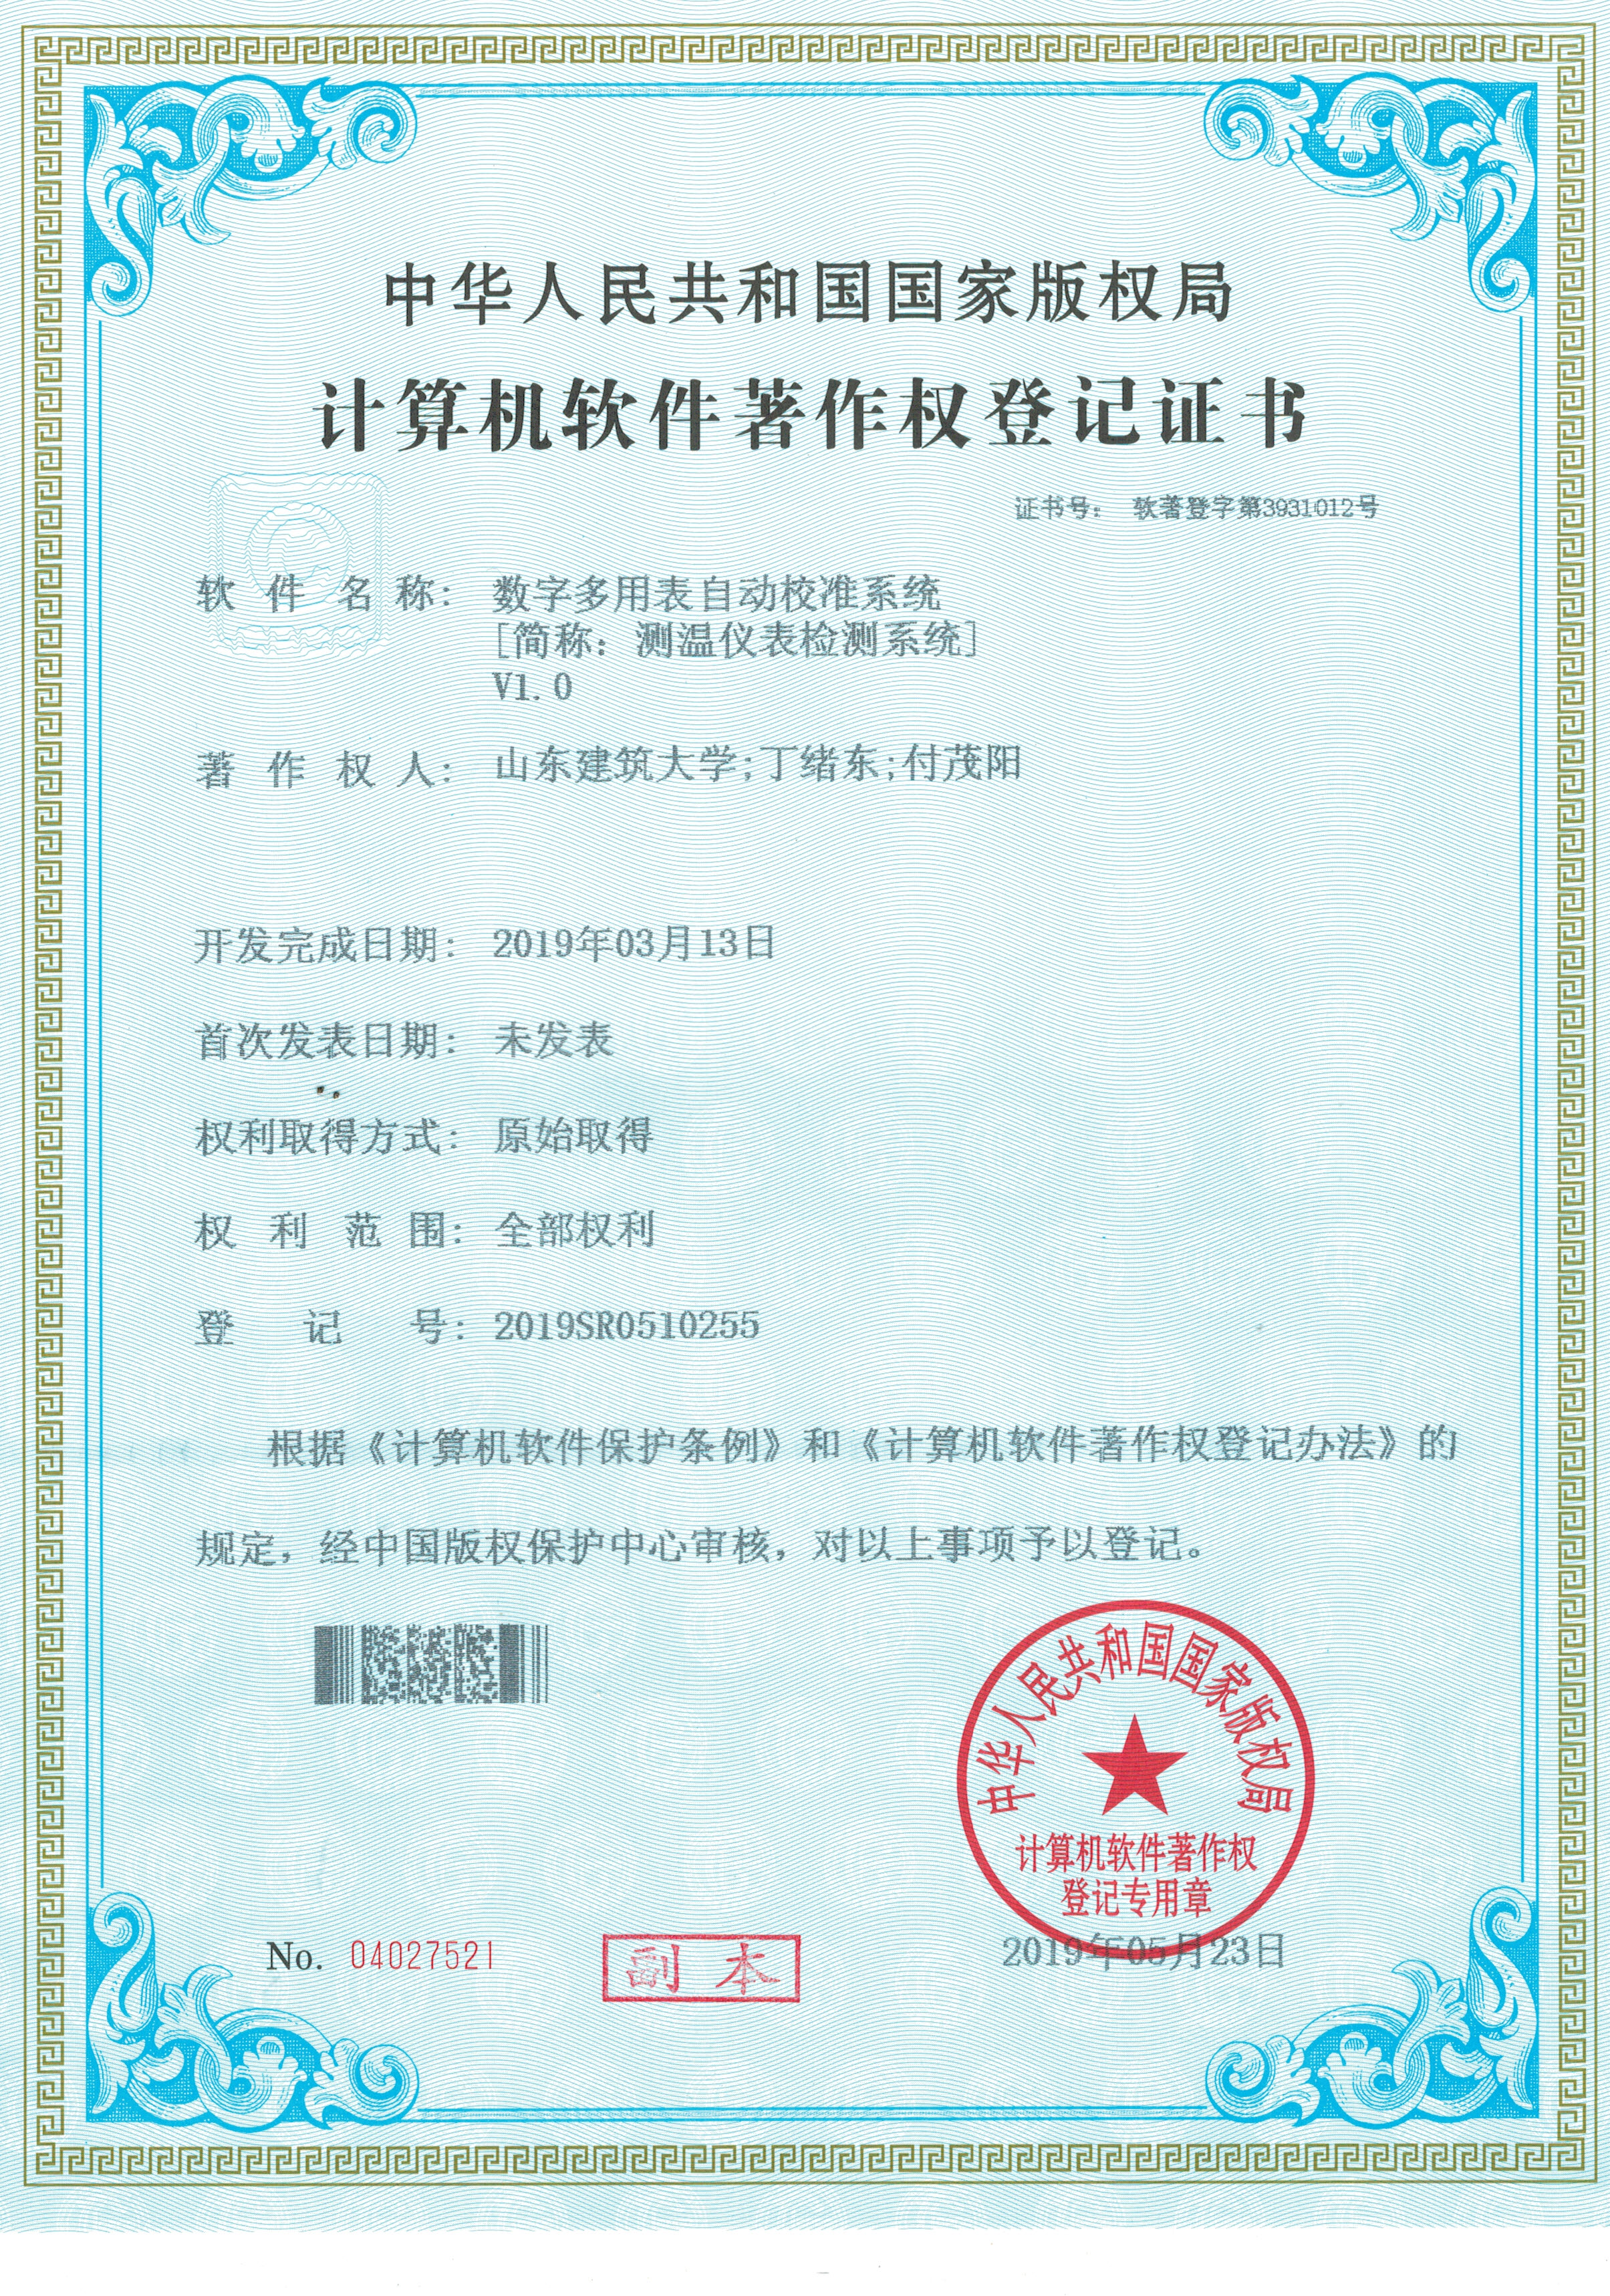 中华人民共和国国家版权局
计算机软件著作权登记证书
证书号： 软著登字第3931012号
软件名称： 数字多用表自动校准系统
[简称：测温仪表检测系统]
V1.0
著作权人： 山东建筑大学;丁绪东;付茂阳
开发完成日期： 2019年03月13日
首次发表日期： 未发表
权利取得方式： 原始取得
权利范围： 全部权利
登记号： 2019SR0510255
根据《计算机软件保护条例》和《计算机软件著作权登记办法》的
规定，经中国版权保护中心审核，对以上事项予以登记。
中华人民共和国国家版权局
计算机软件著作权
登记专用章
No. 04027521
副本
2019年05月23日